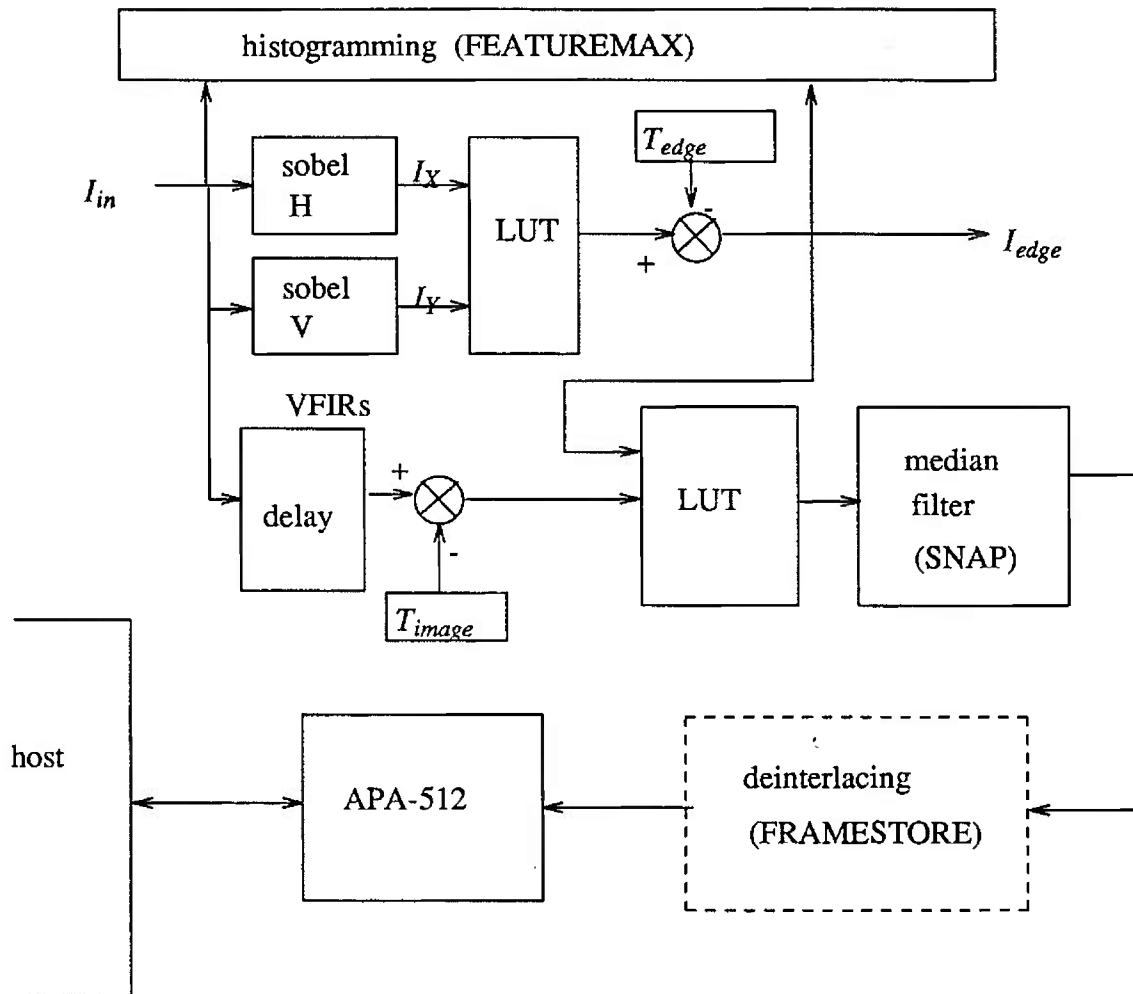 histogramming (FEATUREMAX)
T_edge
sobel
H
I_X
I_in
LUT
-
+
I_edge
sobel
V
I_Y
VFIRs
delay
+
-
T_image
LUT
median
filter
(SNAP)
host
APA-512
deinterlacing
(FRAMESTORE)